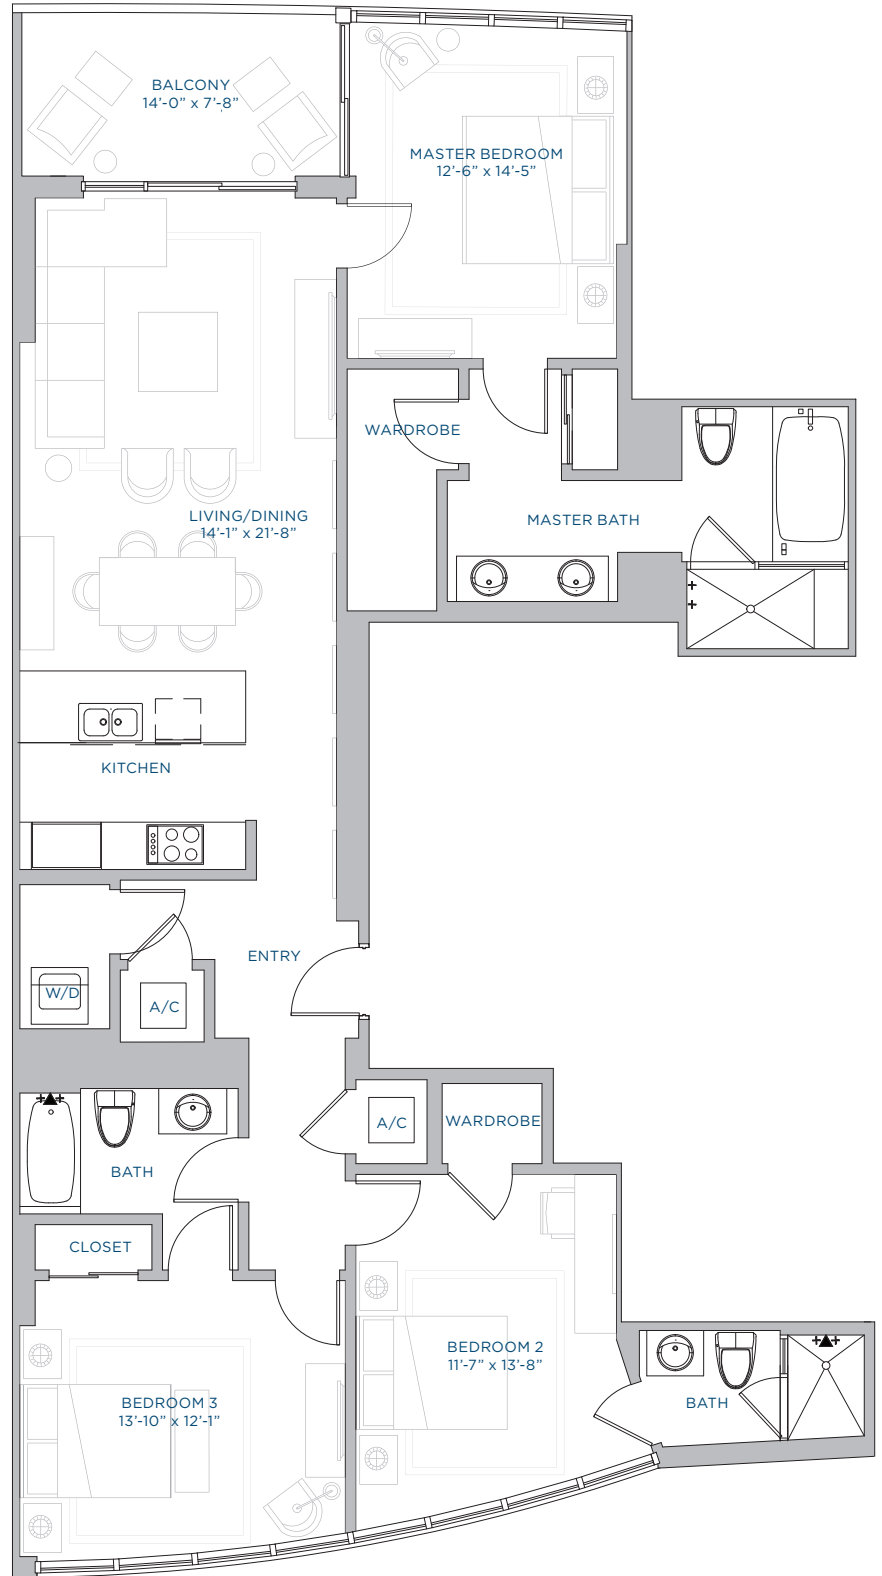 BALCONY
14'-0” x 7'-8”
MASTER BEDROOM
12'-6” x 14'-5”
WARDROBE
LIVING/DINING
14'-1” x 21'-8”
MASTER BATH
KITCHEN
ENTRY
W/D
A/C
A/C
WARDROBE
BATH
CLOSET
BEDROOM 2
11'-7” x 13'-8”
BEDROOM 3
13'-10” x 12'-1”
BATH